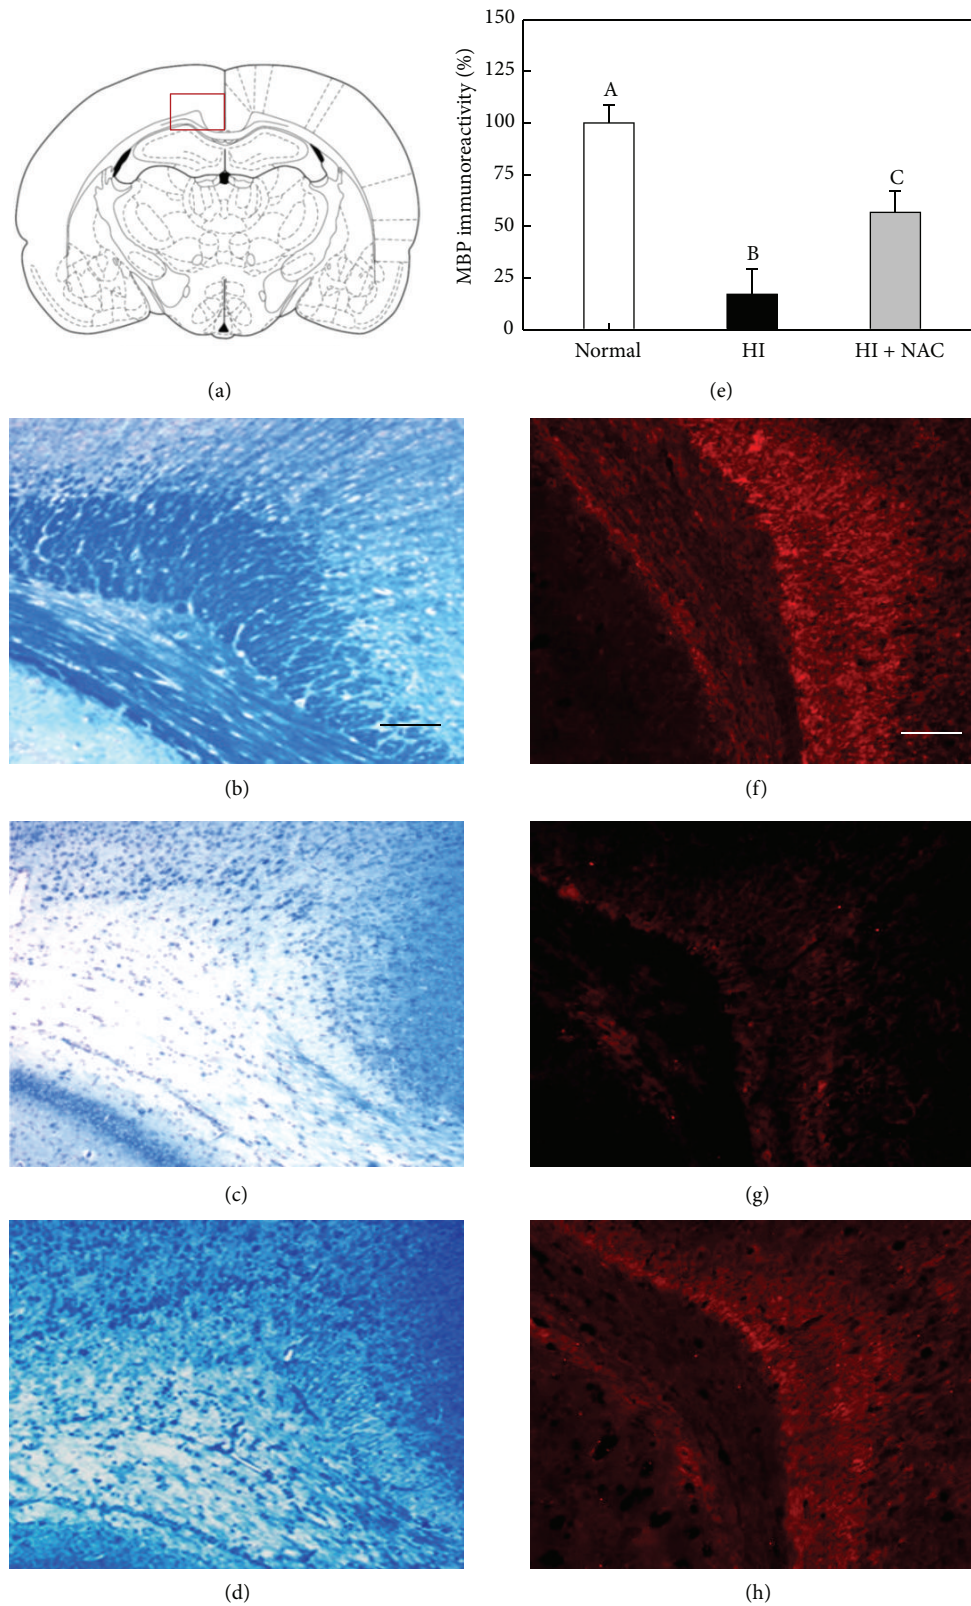 150
125
100
75
50
25
0
MBP immunoreactivity (%)
A
B
C
Normal HI HI + NAC
(a)
(e)
(b)
(f)
(c)
(g)
(d)
(h)